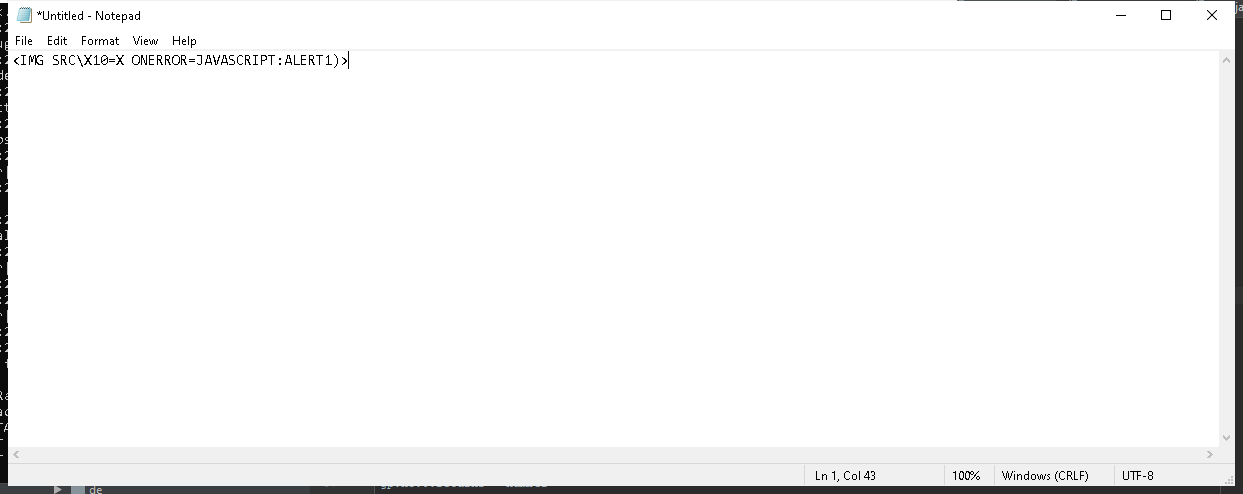 *Untitled - Notepad
File Edit Format View Help
<IMG SRC\X10=X ONERROR=JAVASCRIPT:ALERT1)>
Ln 1, Col 43 100% Windows (CRLF) UTF-8
de